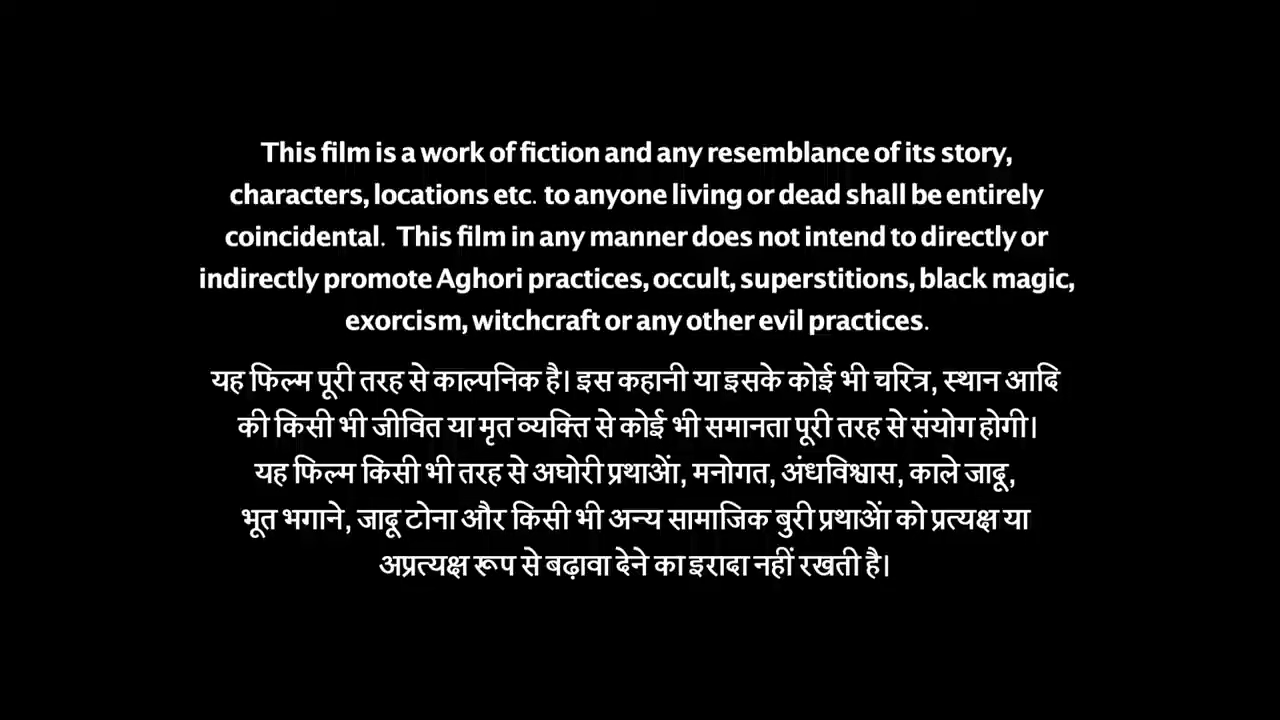 This film is a work of fiction and any resemblance of its story,
characters, locations etc. to anyone living or dead shall be entirely
coincidental. This film in any manner does not intend to directly or
indirectly promote Aghori practices, occult, superstitions, black magic,
exorcism, witchcraft or any other evil practices.
यह फिल्म पूरी तरह से काल्पनिक है। इस कहानी या इसके कोई भी चरित्र, स्थान आदि
की किसी भी जीवित या मृत व्यक्ति से कोई भी समानता पूरी तरह से संयोग होगी।
यह फिल्म किसी भी तरह से अघोरी प्रथाओं, मनोगत, अंधविश्वास, काले जादू,
भूत भगाने, जादू टोना और किसी भी अन्य सामाजिक बुरी प्रथाओं को प्रत्यक्ष या
अप्रत्यक्ष रूप से बढ़ावा देने का इरादा नहीं रखती है।